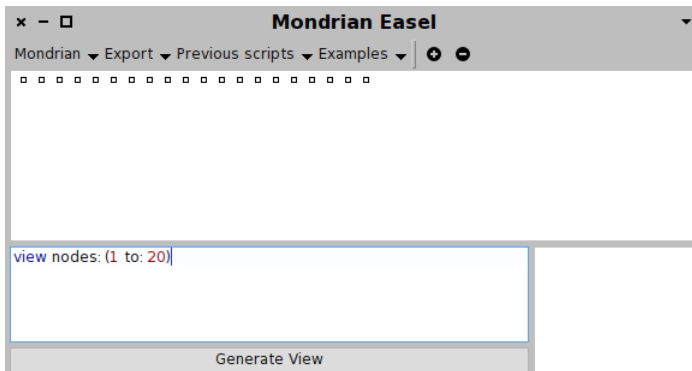 Mondrian Easel
Mondrian Export Previous scripts Examples
view nodes: (1 to: 20)
Generate View